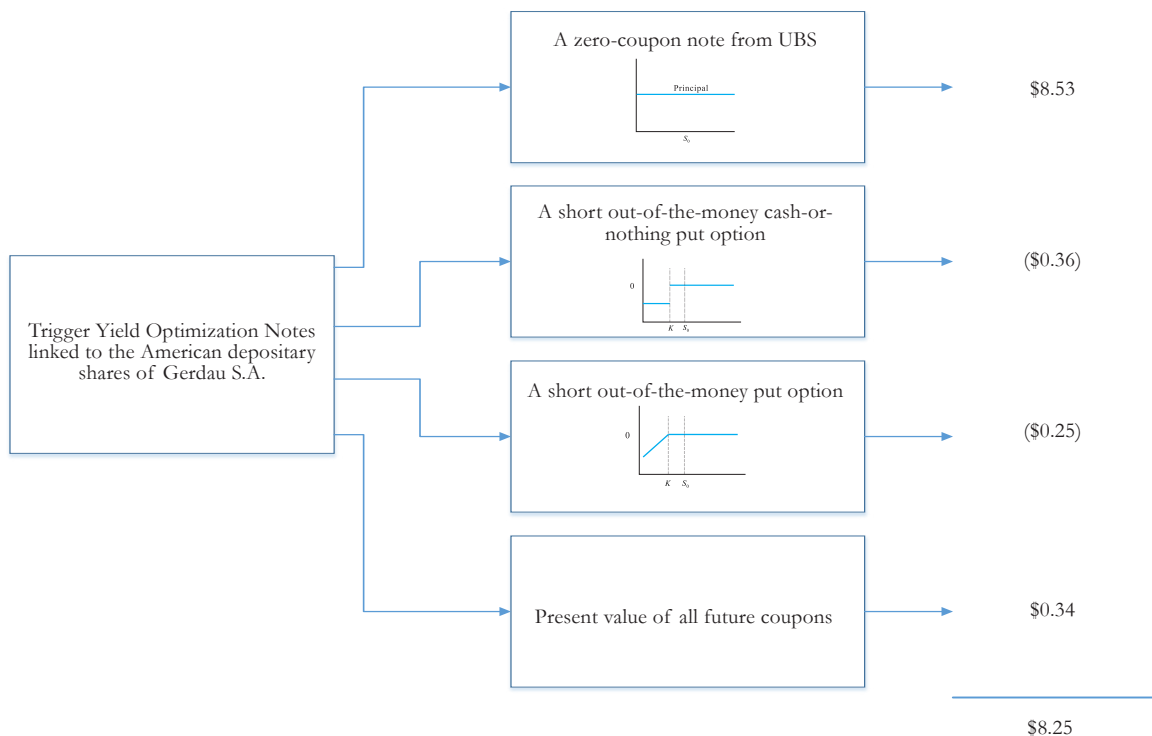 A zero-coupon note from UBS
Principal
S0
$8.53
A short out-of-the-money cash-or-
nothing put option
0
K S0
($0.36)
Trigger Yield Optimization Notes
linked to the American depositary
shares of Gerdau S.A.
A short out-of-the-money put option
0
K S0
($0.25)
Present value of all future coupons
$0.34
$8.25